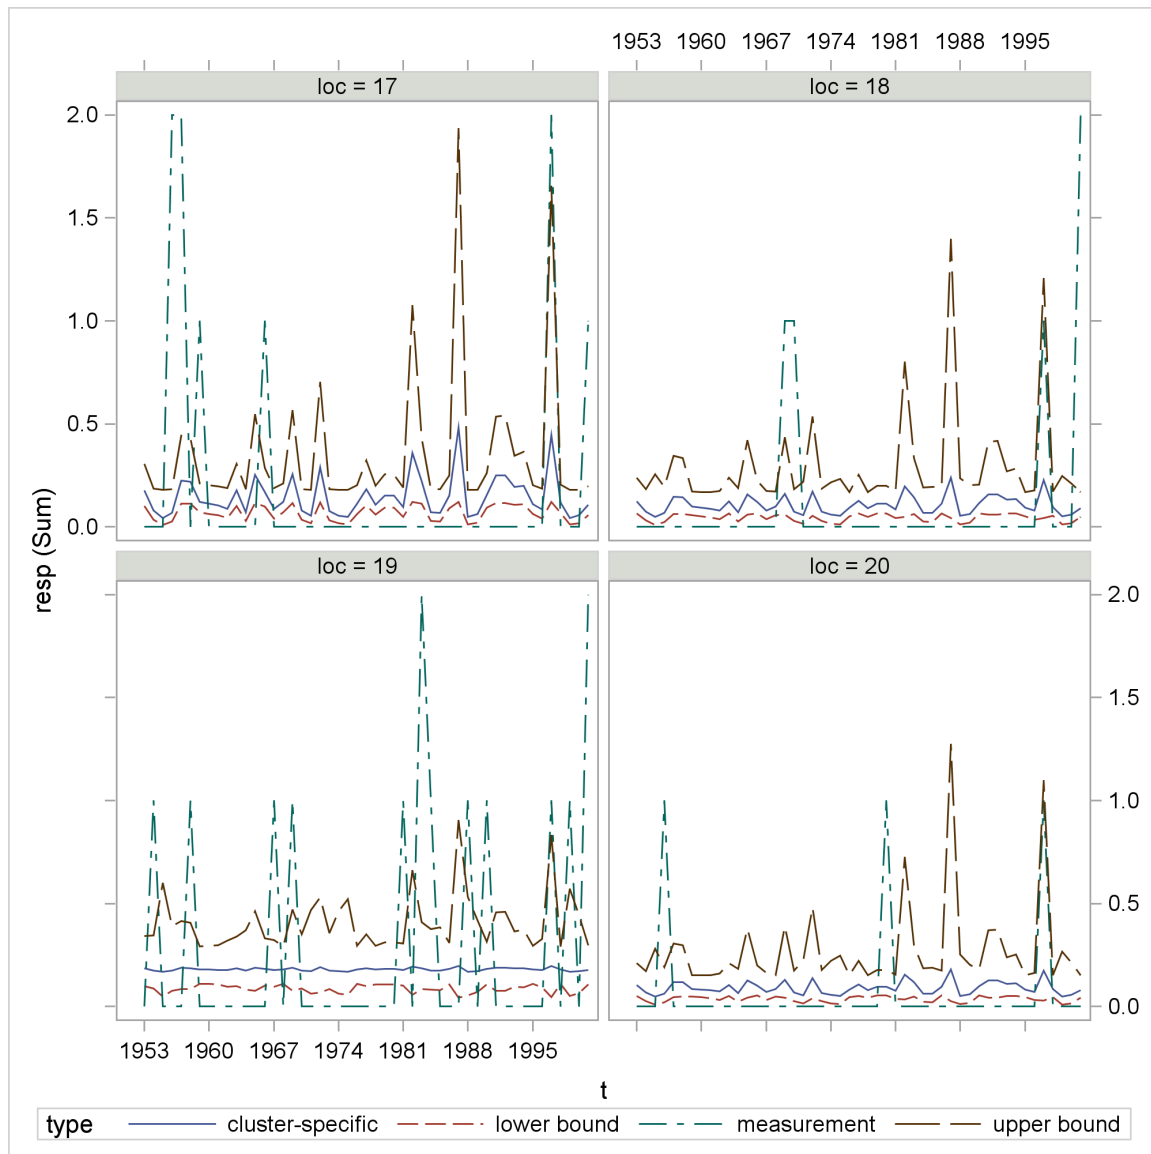 1953 1960 1967 1974 1981 1988 1995
loc = 17
loc = 18
2.0
1.5
1.0
0.5
0.0
resp (Sum)
loc = 19
loc = 20
2.0
1.5
1.0
0.5
0.0
1953 1960 1967 1974 1981 1988 1995
t
type cluster-specific lower bound measurement upper bound